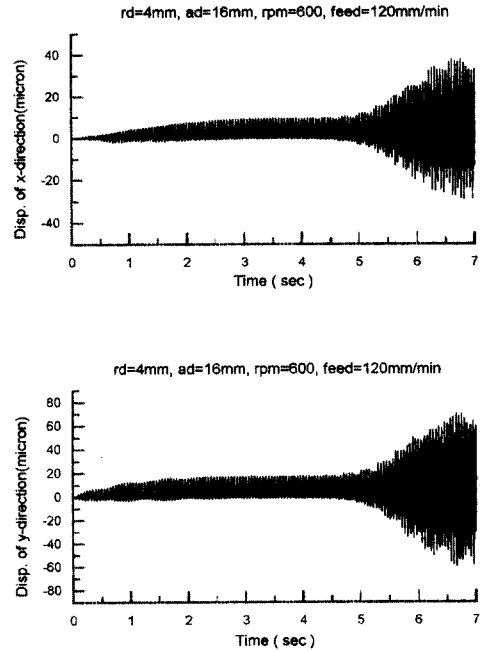 rd=4mm, ad=16mm, rpm=600, feed=120mm/min
Disp. of x-direction(micron)
40
20
0
-20
-40
0 1 2 3 4 5 6 7
Time ( sec )
rd=4mm, ad=16mm, rpm=600, feed=120mm/min
Disp. of y-direction(micron)
80
60
40
20
0
-20
-40
-60
-80
0 1 2 3 4 5 6 7
Time ( sec )